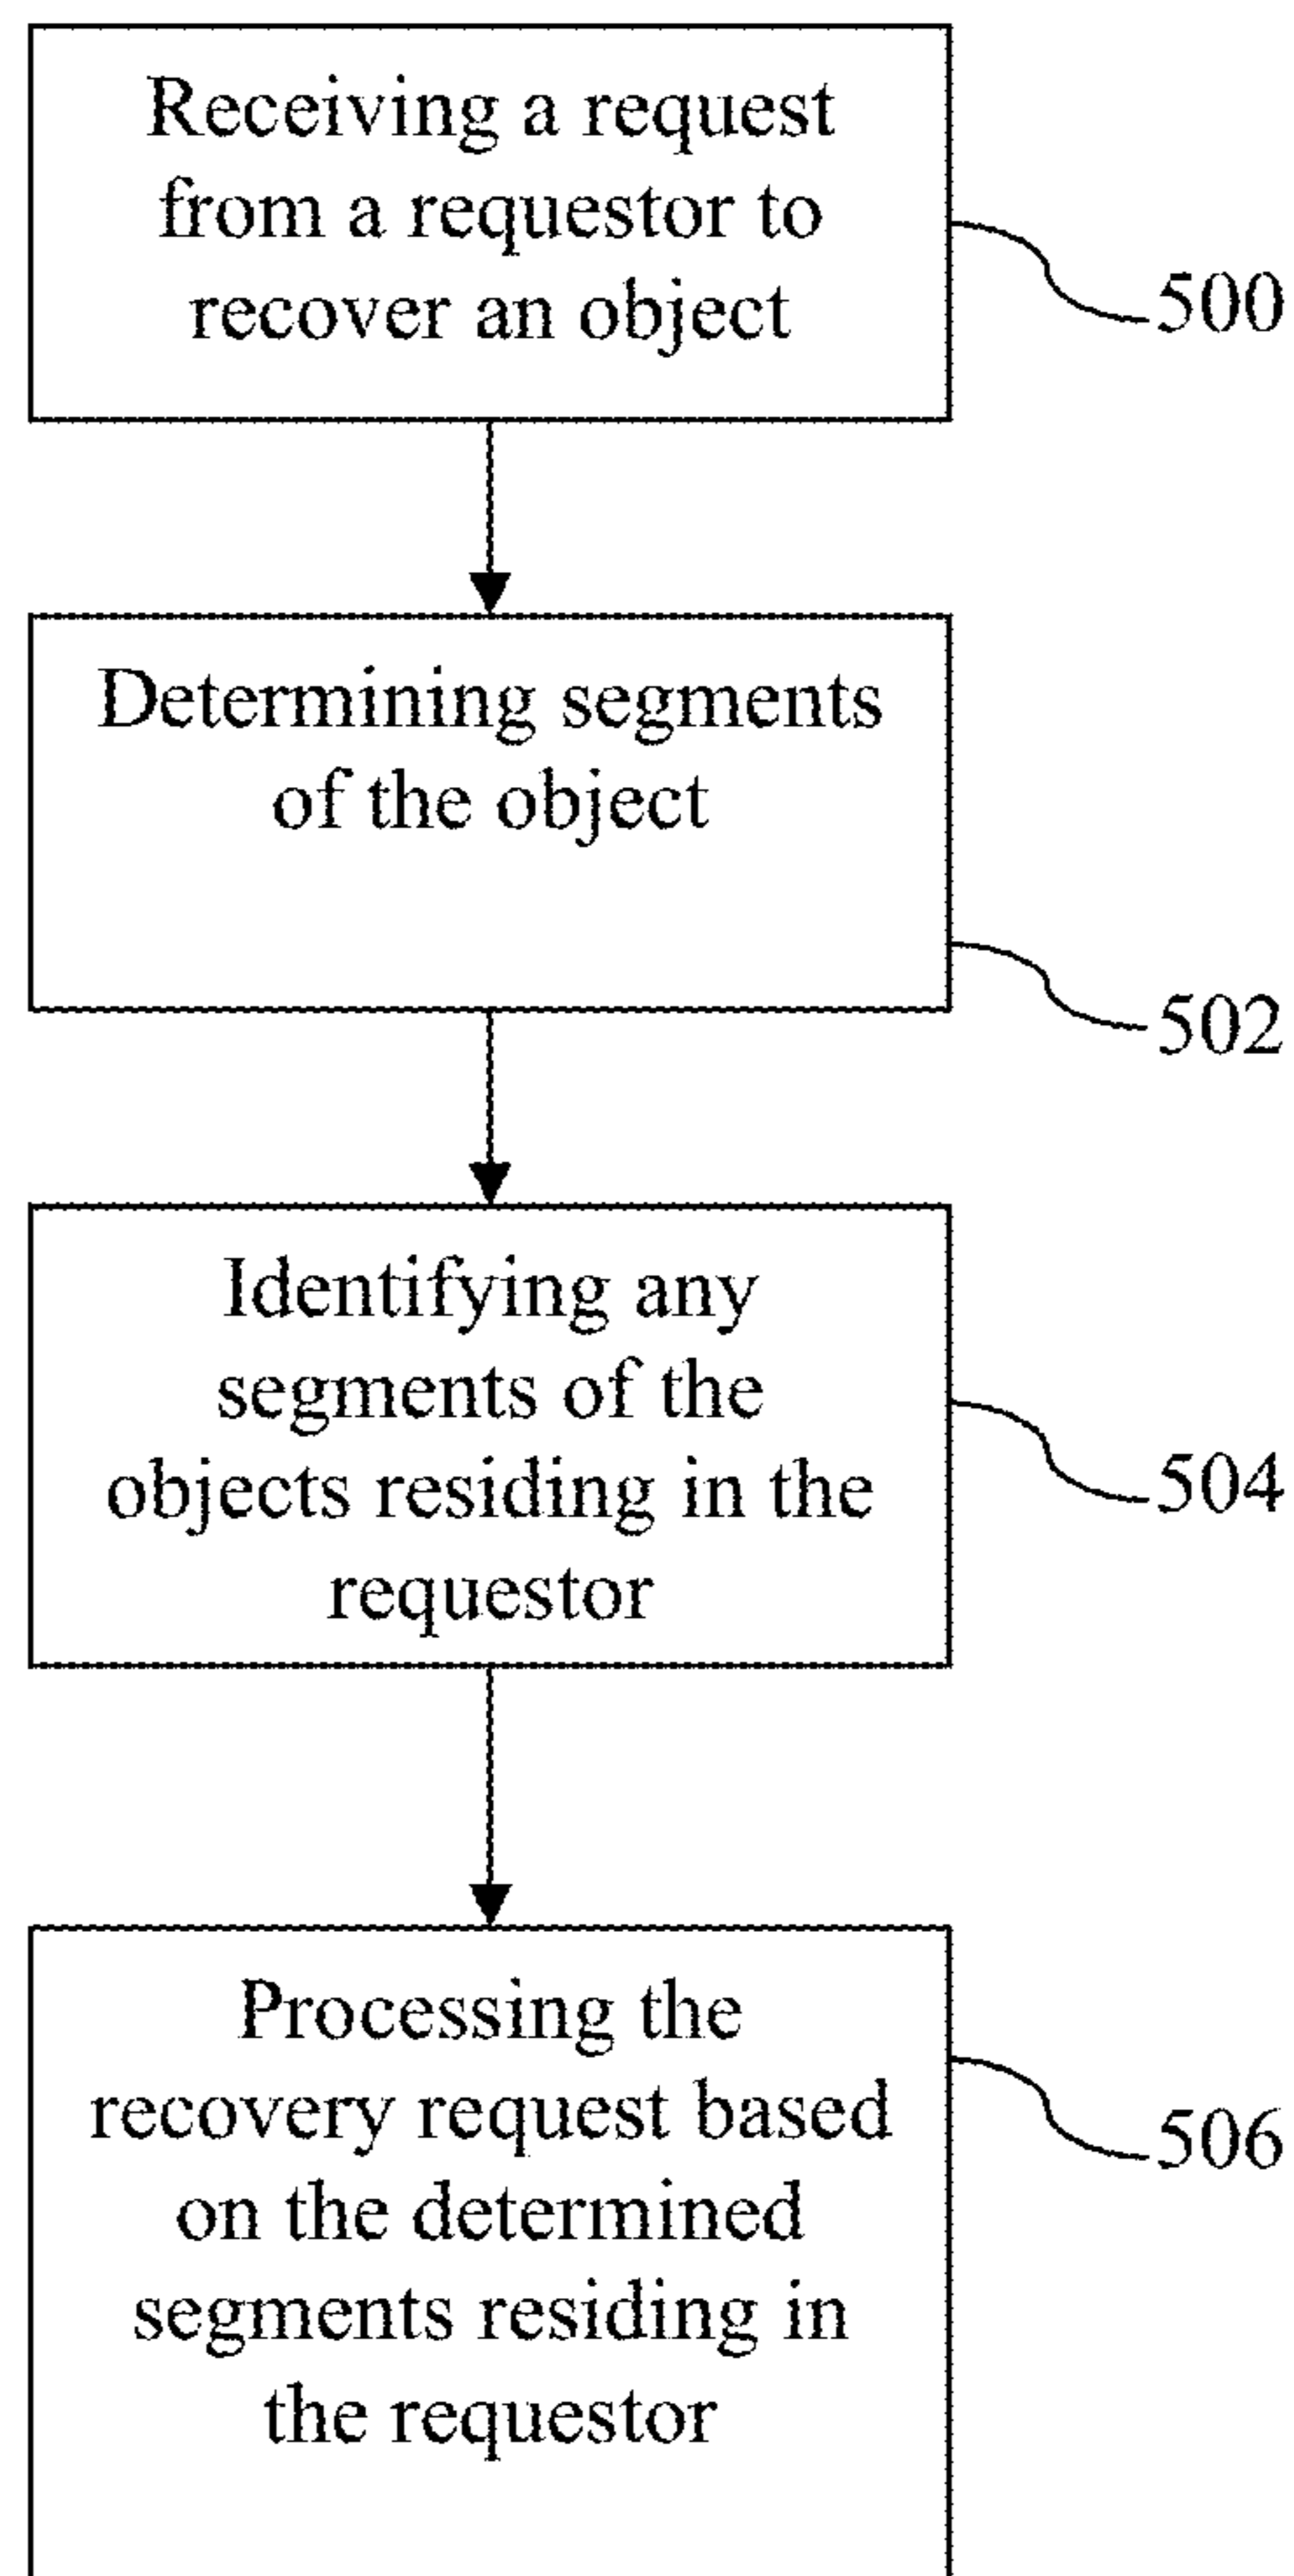 Receiving a request
from a requestor to
recover an object
500
Determining segments
of the object
502
Identifying any
segments of the
objects residing in the
requestor
504
Processing the
recovery request based
on the determined
segments residing in
the requestor
506